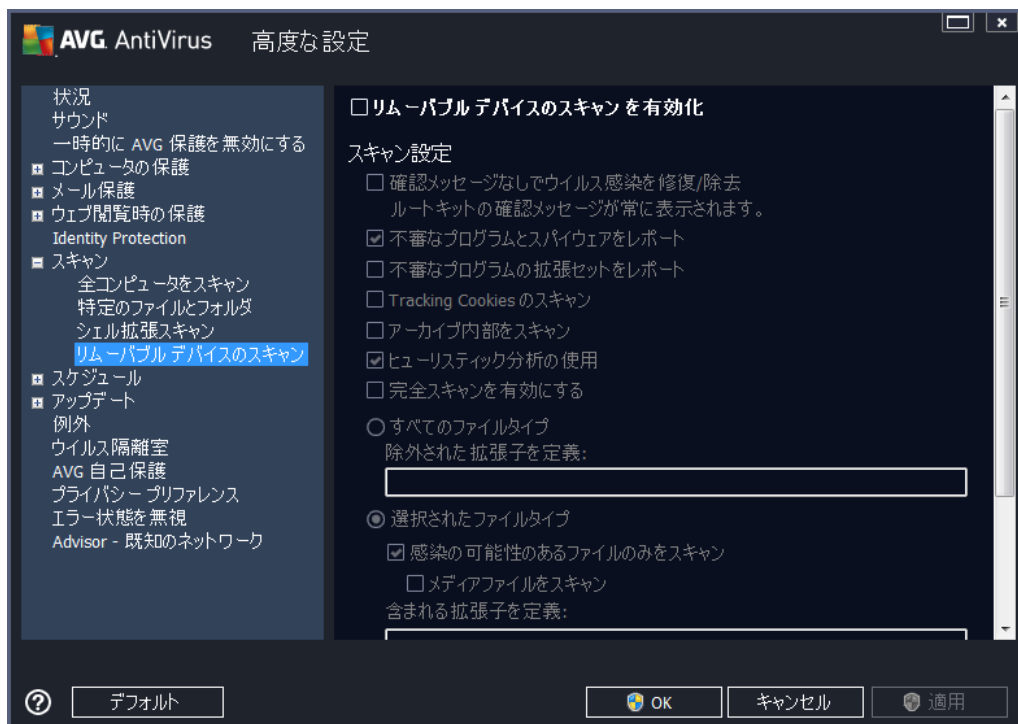 AVG. AntiVirus 高度な設定
状況
サウンド
一時的に AVG 保護を無効にする
コンピュータの保護
メール保護
ウェブ閲覧時の保護
Identity Protection
スキャン
全コンピュータをスキャン
特定のファイルとフォルダ
シェル拡張スキャン
リムーバブル デバイスのスキャン
スケジュール
アップデート
例外
ウイルス隔離室
AVG 自己保護
プライバシー プリファレンス
エラー状態を無視
Advisor - 既知のネットワーク
リムーバブル デバイスのスキャン を有効化
スキャン設定
確認メッセージなしでウイルス感染を修復/除去
ルートキットの確認メッセージが常に表示されます。
不審なプログラムとスパイウェアをレポート
不審なプログラムの拡張セットをレポート
Tracking Cookies のスキャン
アーカイブ内部をスキャン
ヒューリスティック分析の使用
完全スキャンを有効にする
すべてのファイルタイプ
除外された拡張子を定義:
選択されたファイルタイプ
感染の可能性のあるファイルのみをスキャン
メディアファイルをスキャン
含まれる拡張子を定義:
デフォルト
OK
キャンセル
適用